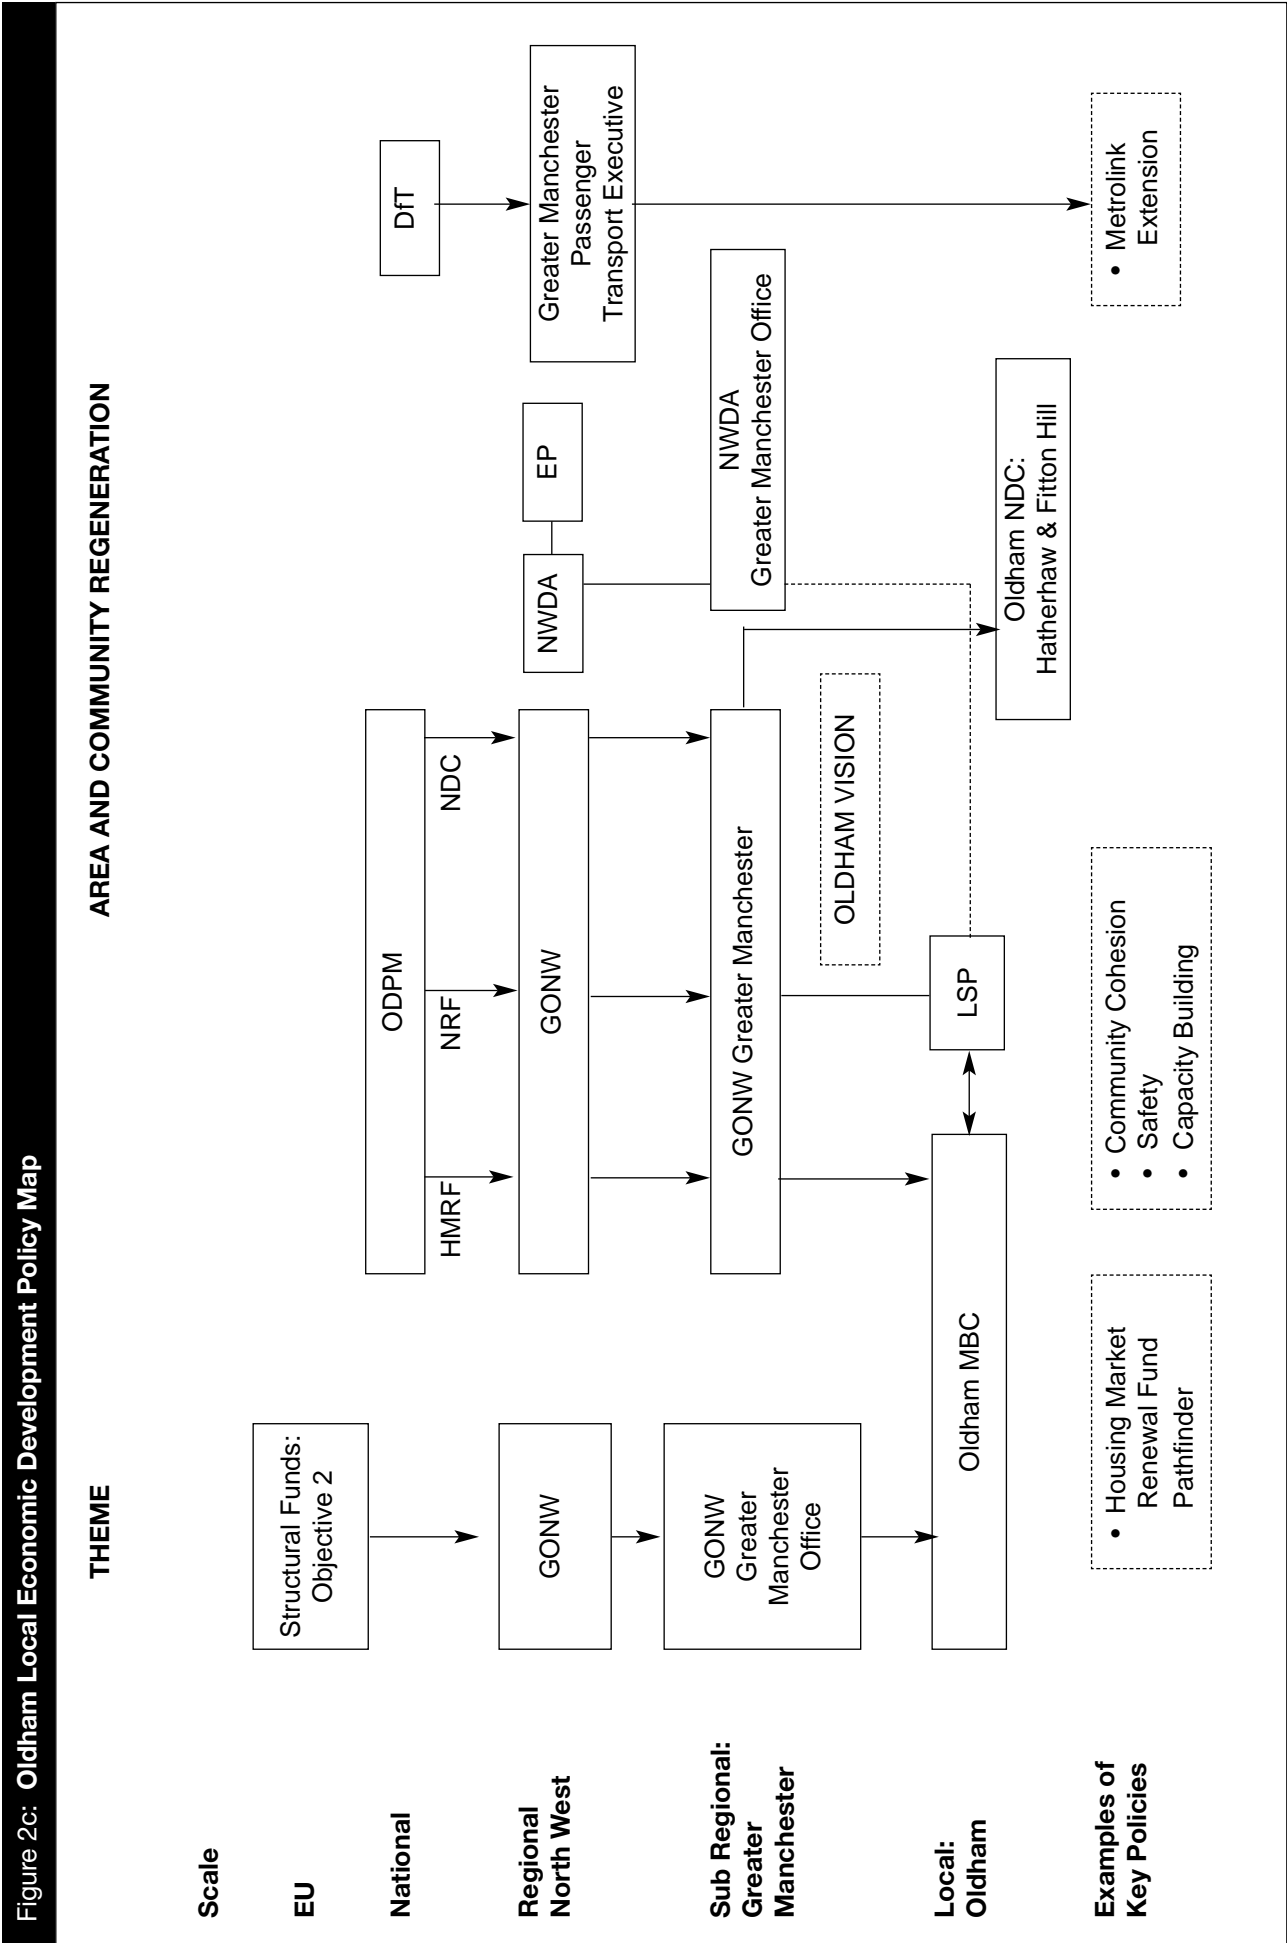 Figure 2c: Oldham Local Economic Development Policy Map
THEME
AREA AND COMMUNITY REGENERATION
Scale
EU
Structural Funds:
Objective 2
National
ODPM
DfT
HMRF
NRF
NDC
Regional
North West
GONW
GONW
NWDA
EP
Greater Manchester
Passenger
Transport Executive
Sub Regional:
Greater
Manchester
GONW
Greater
Manchester
Office
GONW Greater Manchester
NWDA
Greater Manchester Office
OLDHAM VISION
Local:
Oldham
Oldham MBC
LSP
Oldham NDC:
Hatherhaw & Fitton Hill
Examples of
Key Policies
• Housing Market
Renewal Fund
Pathfinder
• Community Cohesion
• Safety
• Capacity Building
• Metrolink
Extension